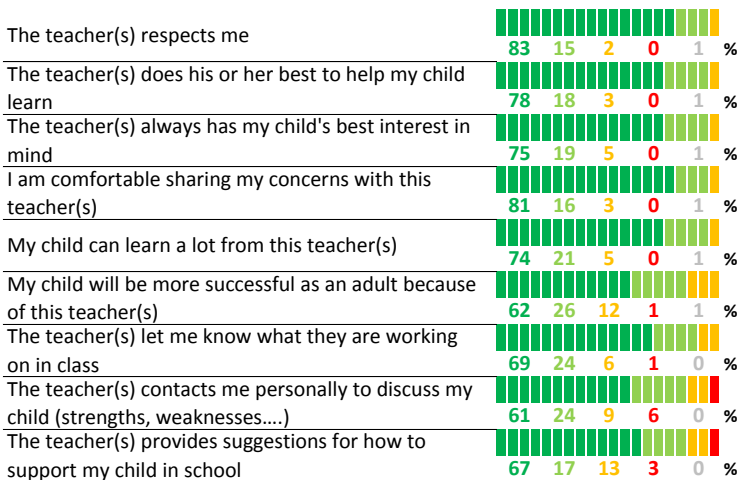 The teacher(s) respects me
83 15 2 0 1 %
The teacher(s) does his or her best to help my child
learn
78 18 3 0 1 %
The teacher(s) always has my child's best interest in
mind
75 19 5 0 1 %
I am comfortable sharing my concerns with this
teacher(s)
81 16 3 0 1 %
My child can learn a lot from this teacher(s)
74 21 5 0 1 %
My child will be more successful as an adult because
of this teacher(s)
62 26 12 1 1 %
The teacher(s) let me know what they are working
on in class
69 24 6 1 0 %
The teacher(s) contacts me personally to discuss my
child (strengths, weaknesses....)
61 24 9 6 0 %
The teacher(s) provides suggestions for how to
support my child in school
67 17 13 3 0 %